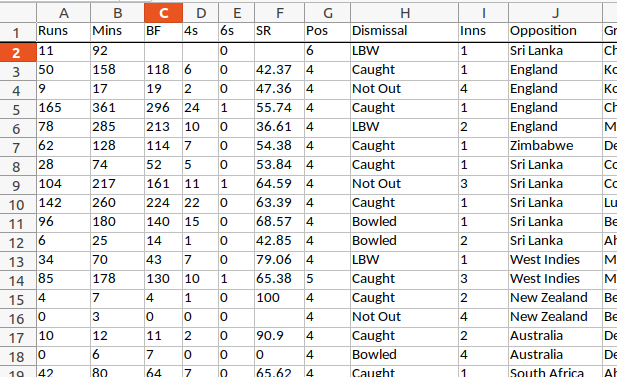 A B C D E F G H I J
1 Runs Mins BF 4s 6s SR Pos Dismissal Inns Opposition Gr
2 11 92 0 6 LBW 1 Sri Lanka Ch
3 50 158 118 6 0 42.37 4 Caught 1 England Ko
4 9 17 19 2 0 47.36 4 Not Out 4 England Ko
5 165 361 296 24 1 55.74 4 Caught 1 England Ch
6 78 285 213 10 0 36.61 4 LBW 2 England M
7 62 128 114 7 0 54.38 4 Caught 1 Zimbabwe De
8 28 74 52 5 0 53.84 4 Caught 1 Sri Lanka Co
9 104 217 161 11 1 64.59 4 Not Out 3 Sri Lanka Co
10 142 260 224 22 0 63.39 4 Caught 1 Sri Lanka Lu
11 96 180 140 15 0 68.57 4 Bowled 1 Sri Lanka Be
12 6 25 14 1 0 42.85 4 Bowled 2 Sri Lanka Ah
13 34 70 43 7 0 79.06 4 LBW 1 West Indies M
14 85 178 130 10 1 65.38 5 Caught 3 West Indies M
15 4 7 4 1 0 100 4 Caught 2 New Zealand Be
16 0 3 0 0 0 4 Not Out 4 New Zealand Be
17 10 12 11 2 0 90.9 4 Caught 2 Australia De
18 0 6 7 0 0 0 4 Bowled 4 Australia De
19 42 80 64 7 0 65.62 4 Caught 1 South Africa Ah